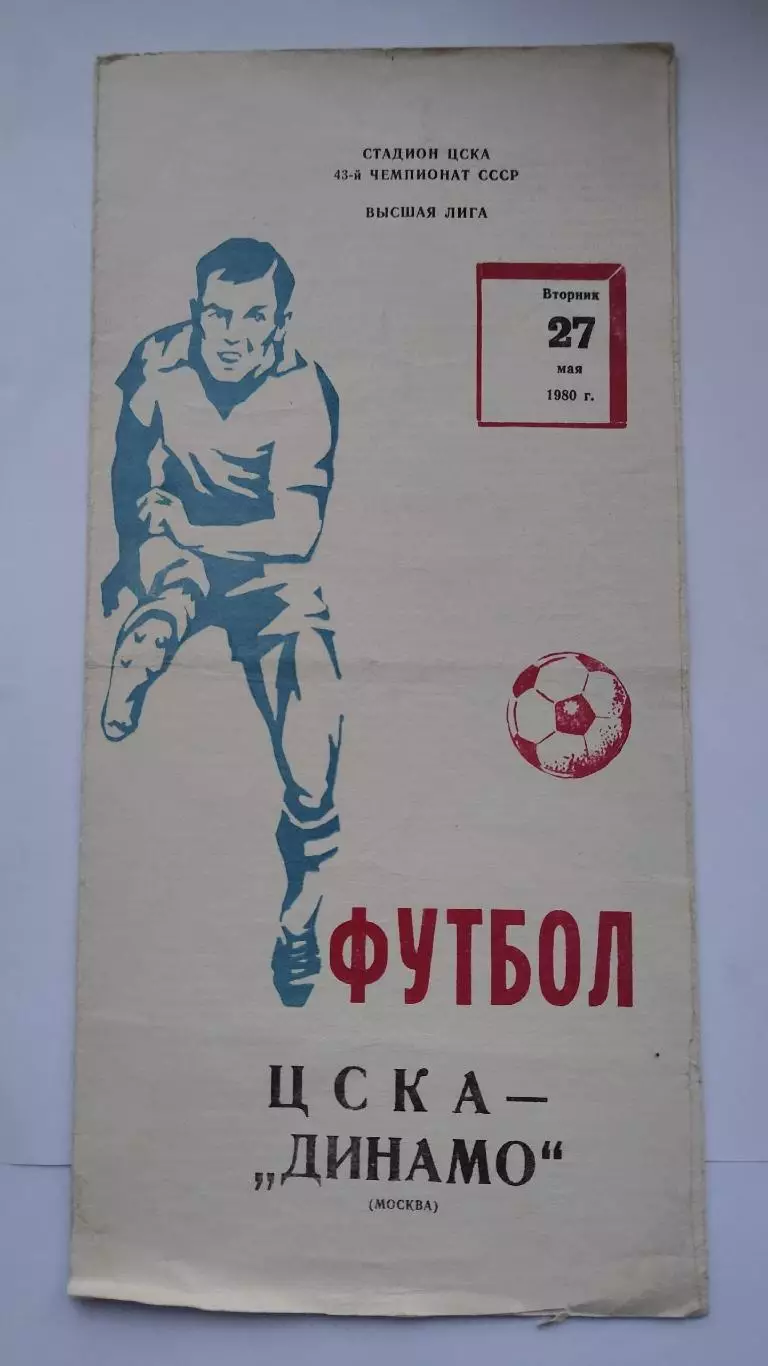 СТАДИОН ЦСКА
43-й ЧЕМПИОНАТ СССР
ВЫСШАЯ ЛИГА
Вторник
27
мая
1980 г.
ФУТБОЛ
ЦСКА —
„ДИНАМО“
(МОСКВА)